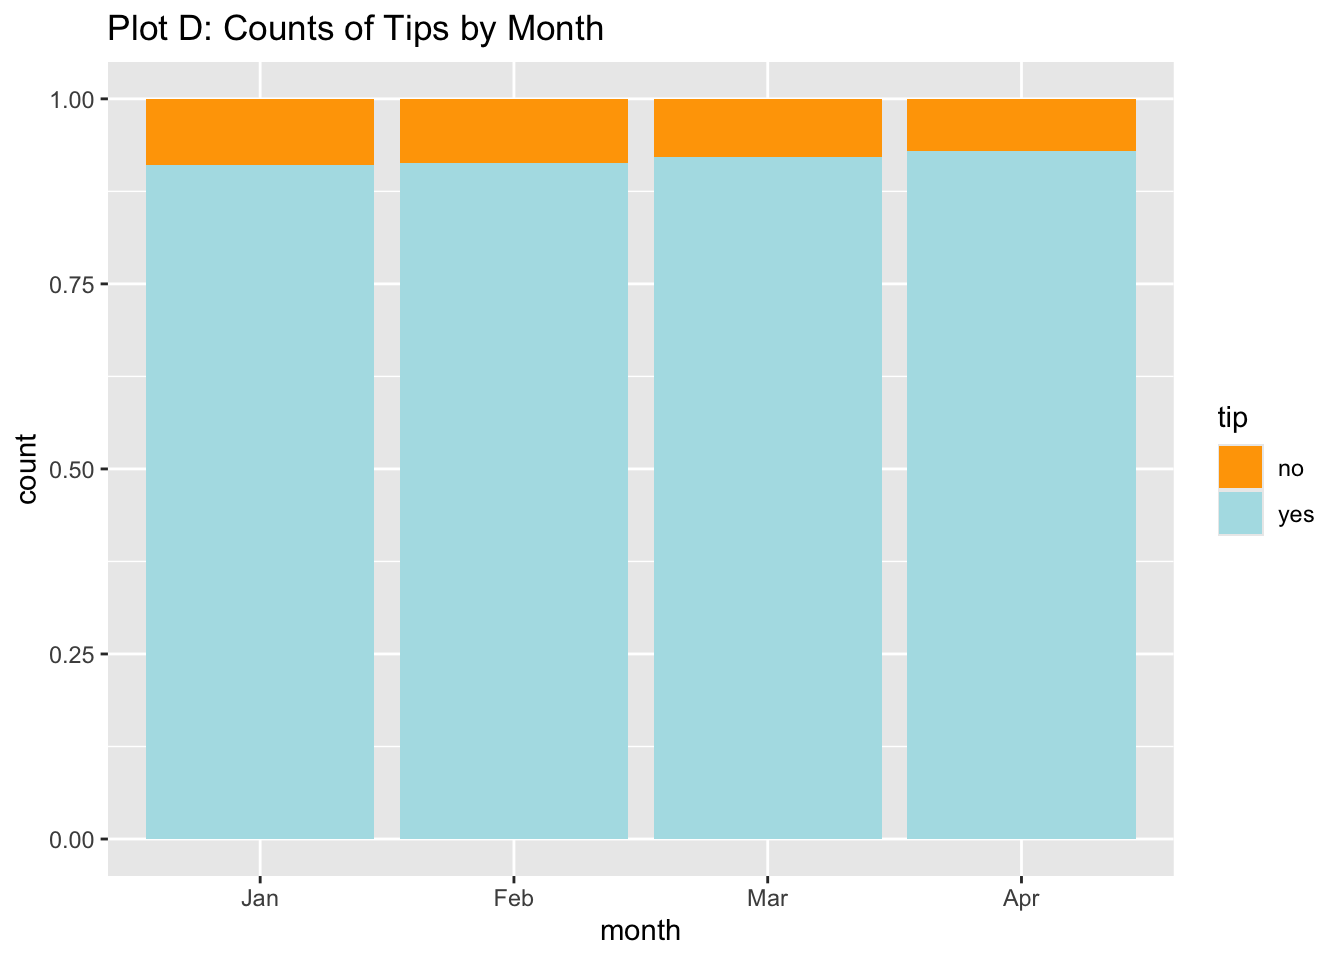 Plot D: Counts of Tips by Month
1.00
0.75
0.50
0.25
0.00
count
Jan Feb Mar Apr
month
tip
no
yes